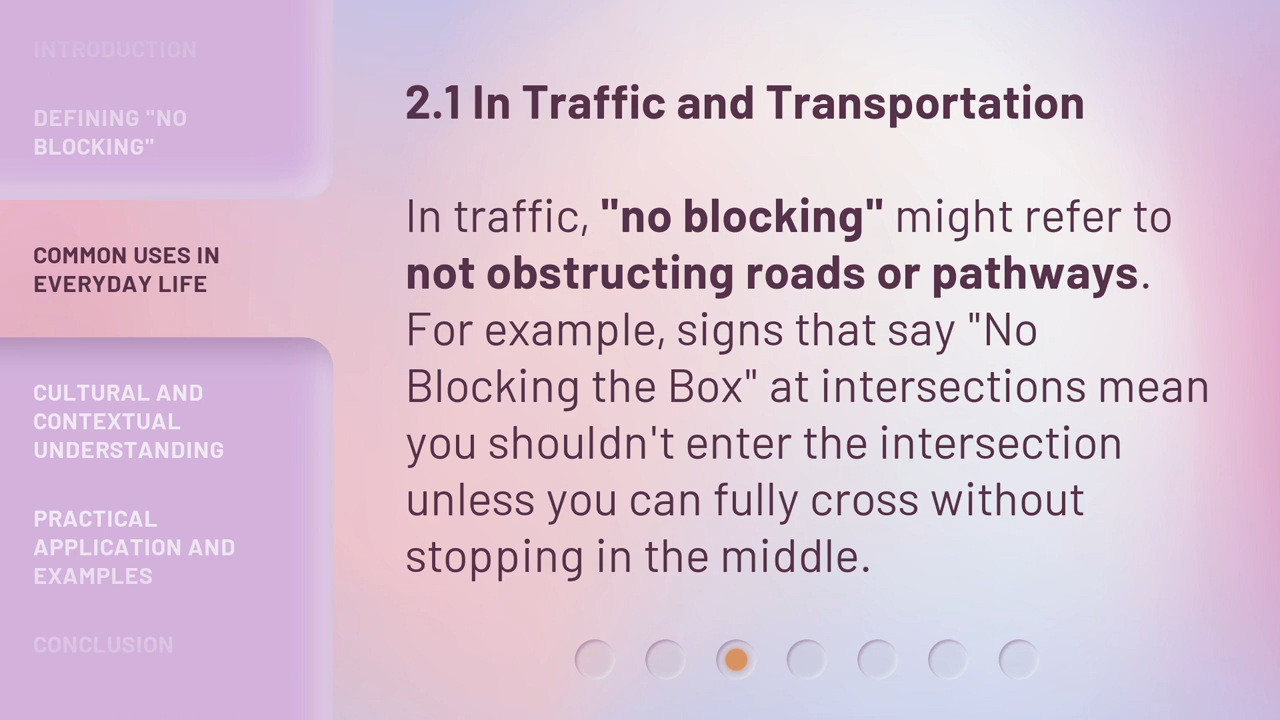 INTRODUCTION
DEFINING "NO
BLOCKING"
COMMON USES IN
EVERYDAY LIFE
CULTURAL AND
CONTEXTUAL
UNDERSTANDING
PRACTICAL
APPLICATION AND
EXAMPLES
CONCLUSION
2.1 In Traffic and Transportation
In traffic, "no blocking" might refer to
not obstructing roads or pathways.
For example, signs that say "No
Blocking the Box" at intersections mean
you shouldn't enter the intersection
unless you can fully cross without
stopping in the middle.